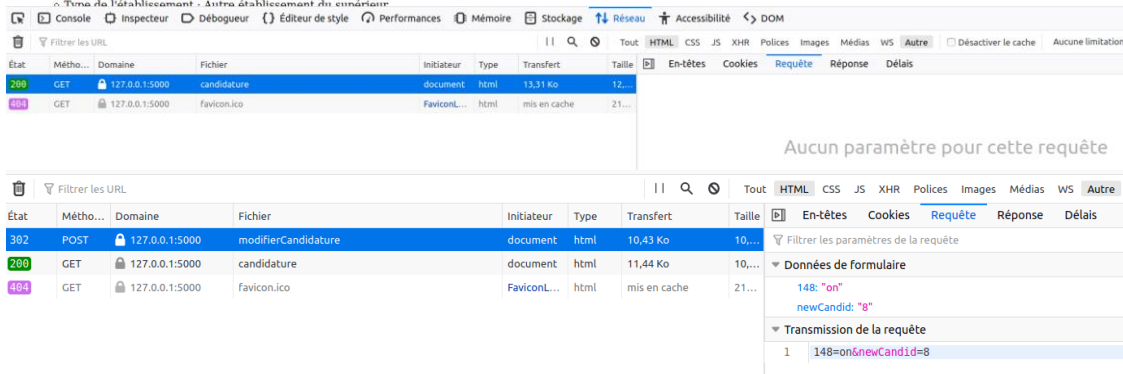 o Type de l'établissement : Autre établissement du supérieur
Console Inspecteur Débogueur {} Éditeur de style Performances Mémoire Stockage Réseau Accessibilité DOM
Filtrer les URL Tout HTML CSS JS XHR Polices Images Médias WS Autre Désactiver le cache Aucune limitation
État Métho... Domaine Fichier Initiateur Type Transfert Taille En-têtes Cookies Requête Réponse Délais
200 GET 127.0.0.1:5000 candidature document html 13,31 Ko 12,...
404 GET 127.0.0.1:5000 favicon.ico FaviconL... html mis en cache 21...
Aucun paramètre pour cette requête
Filtrer les URL Tout HTML CSS JS XHR Polices Images Médias WS Autre
État Métho... Domaine Fichier Initiateur Type Transfert Taille En-têtes Cookies Requête Réponse Délais
302 POST 127.0.0.1:5000 modifierCandidature document html 10,43 Ko 10,... Filtrer les paramètres de la requête
200 GET 127.0.0.1:5000 candidature document html 11,44 Ko 10,... Données de formulaire
404 GET 127.0.0.1:5000 favicon.ico FaviconL... html mis en cache 21... 148: "on"
newCandid: "8"
Transmission de la requête
1 148=on&newCandid=8